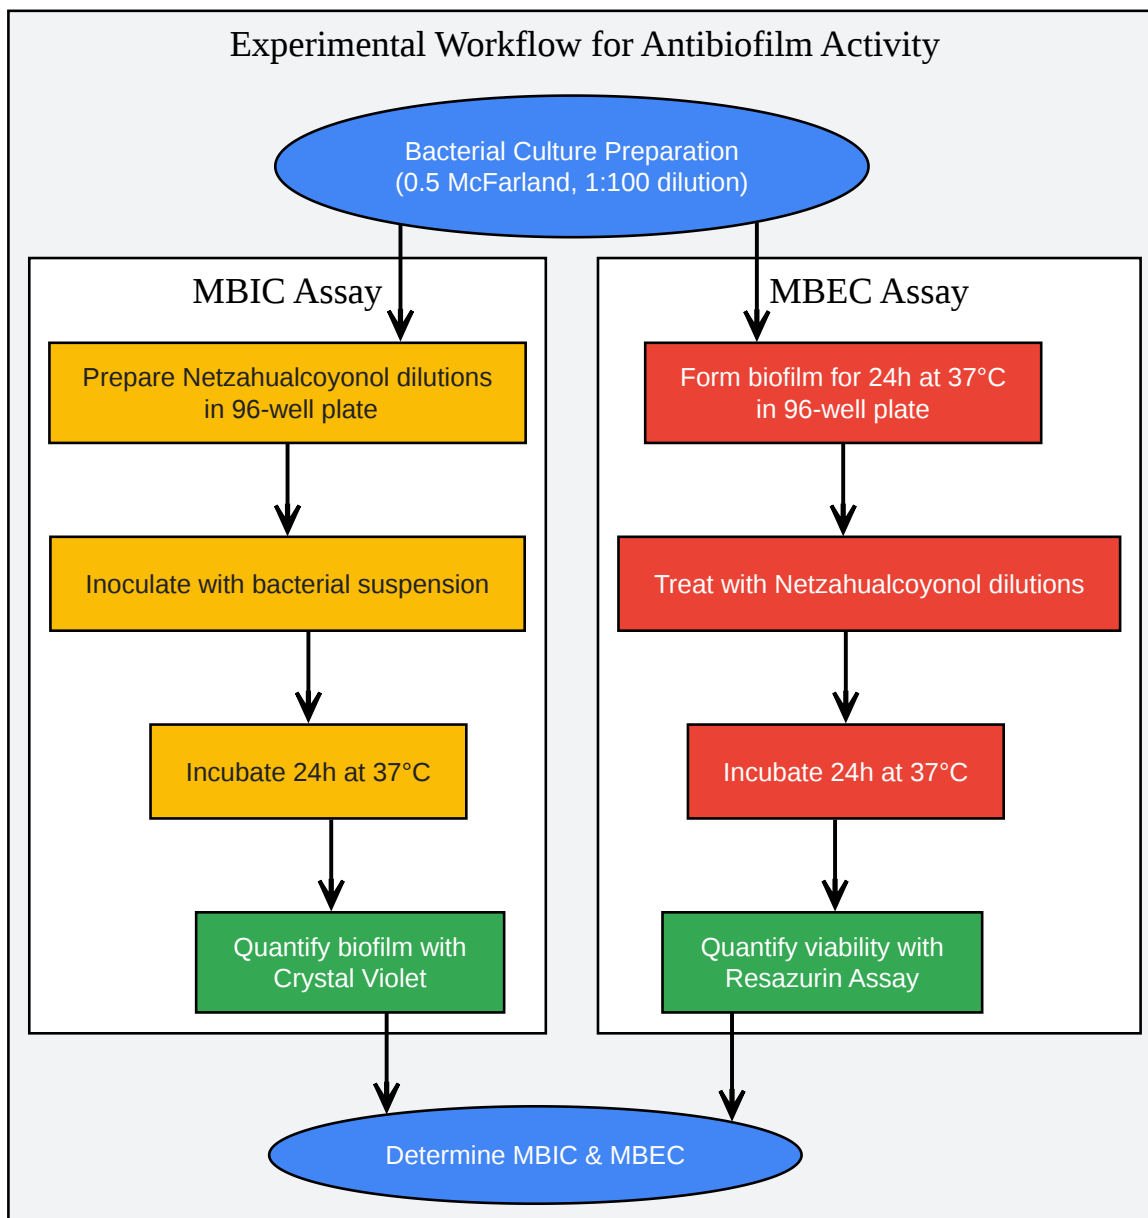 Experimental Workflow for Antibiofilm Activity
Bacterial Culture Preparation
(0.5 McFarland, 1:100 dilution)
MBIC Assay
Prepare Netzahualcoyonol dilutions
in 96-well plate
Inoculate with bacterial suspension
Incubate 24h at 37°C
Quantify biofilm with
Crystal Violet
MBEC Assay
Form biofilm for 24h at 37°C
in 96-well plate
Treat with Netzahualcoyonol dilutions
Incubate 24h at 37°C
Quantify viability with
Resazurin Assay
Determine MBIC & MBEC